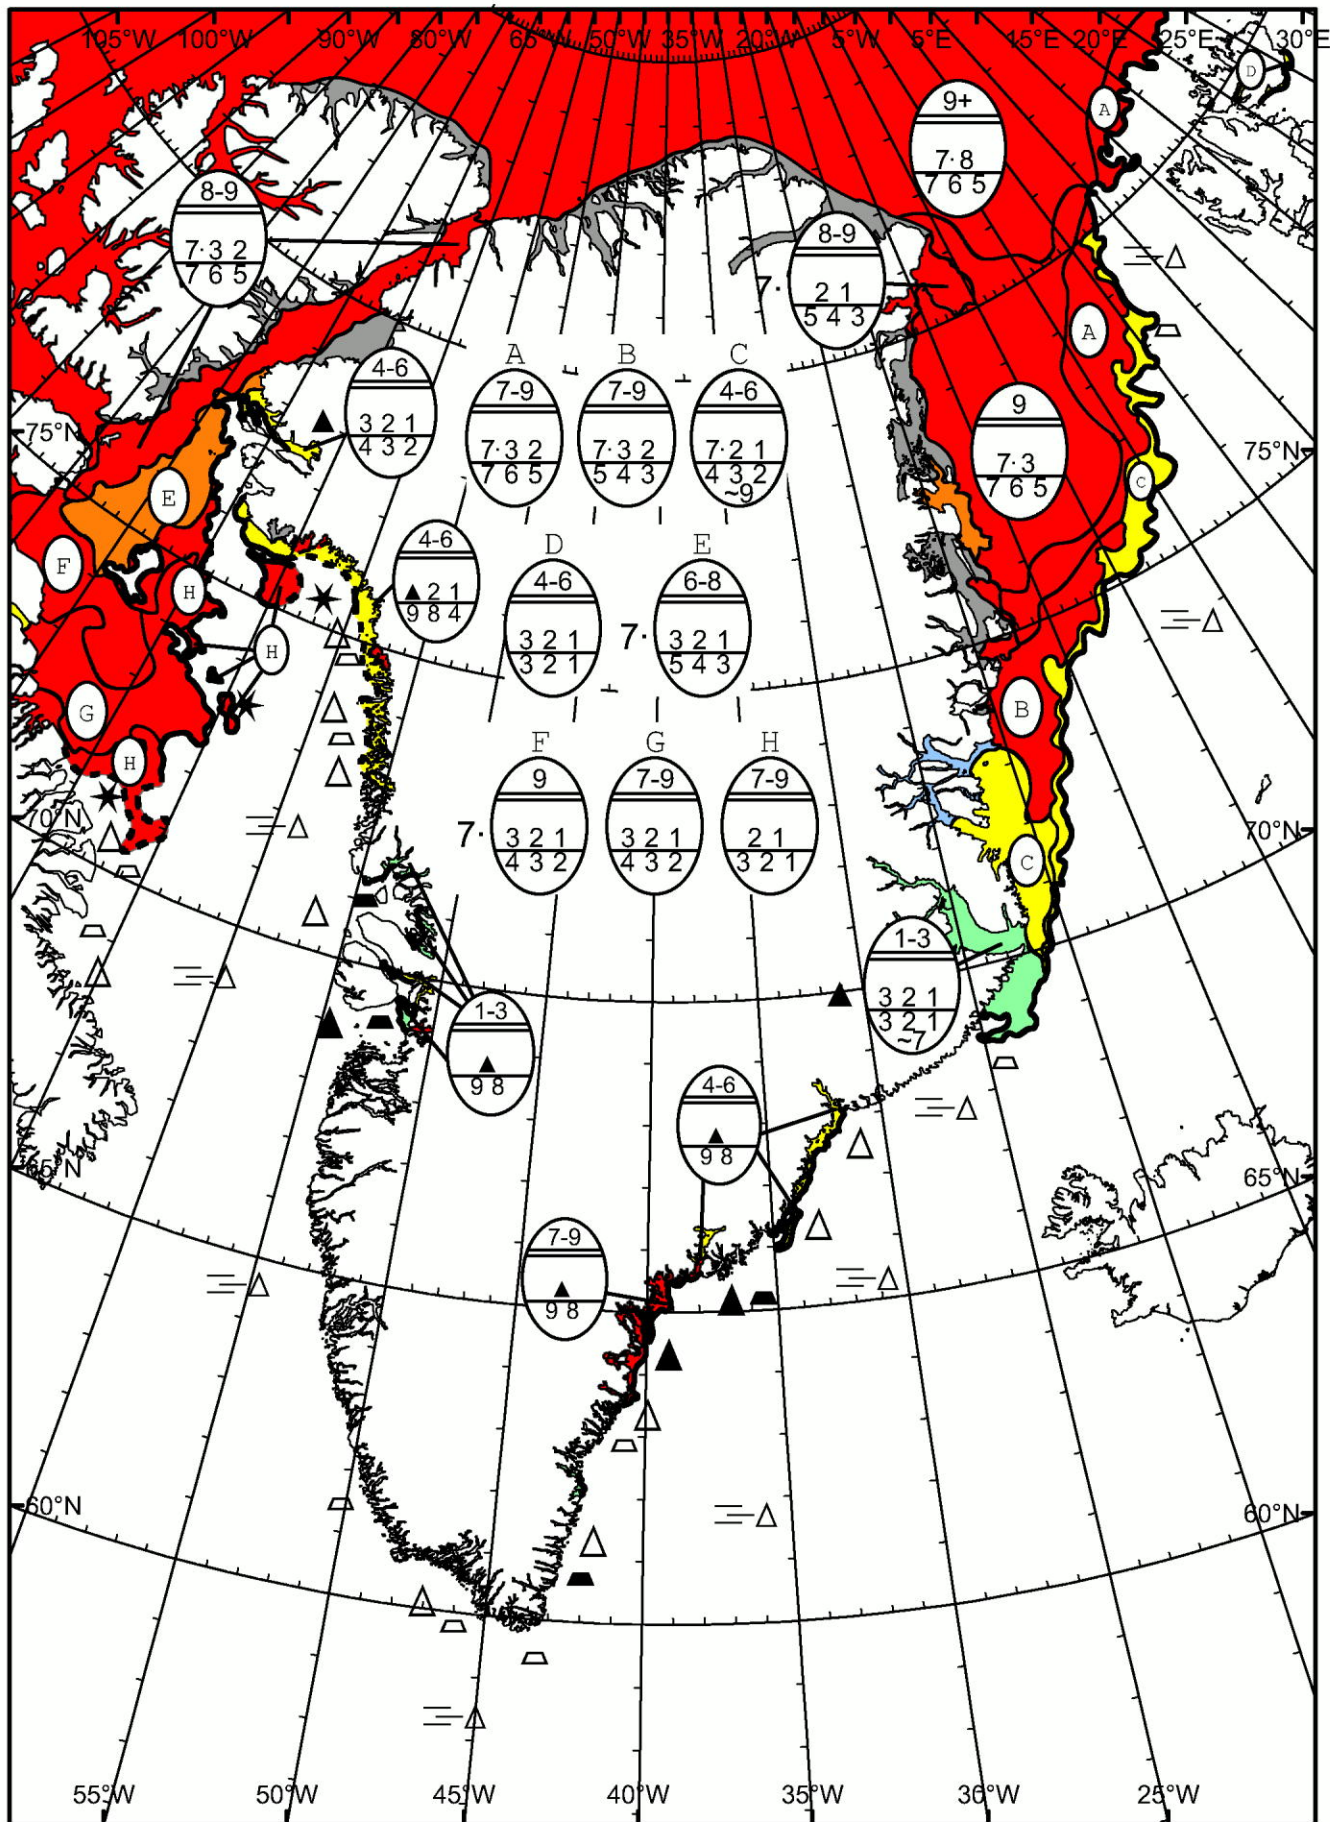 105°W 100°W 90°W 80°W 65°W 50°W 35°W 20°W 5°W 5°E 15°E 20°E 25°E 30°E
D
A
9+
7· 8
7 6 5
8-9
7· 3 2
7 6 5
8-9
7·
2 1
5 4 3
A
75°N
4-6
3 2 1
4 3 2
A
7-9
7· 3 2
7 6 5
B
7-9
7· 3 2
5 4 3
C
4-6
7· 2 1
4 3 2
~9
9
7· 3
7 6 5
75°N
C
E
F
H
4-6
2 1
9 8 4
D
4-6
3 2 1
3 2 1
E
6-8
7·
3 2 1
5 4 3
H
G
H
B
F
9
7·
3 2 1
4 3 2
G
7-9
3 2 1
4 3 2
H
7-9
2 1
3 2 1
70°N
70°N
C
1-3
3 2 1
3 2 1
~7
1-3
9 8
4-6
9 8
65°N
65°N
7-9
9 8
60°N
60°N
55°W 50°W 45°W 40°W 35°W 30°W 25°W